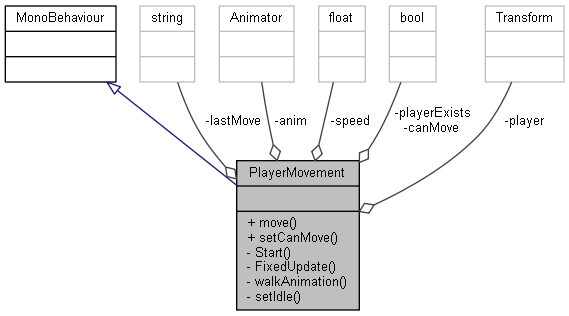 MonoBehaviour
string
Animator
float
bool
Transform
-lastMove
-anim
-speed
-playerExists
-canMove
-player
PlayerMovement
+ move()
+ setCanMove()
- Start()
- FixedUpdate()
- walkAnimation()
- setIdle()